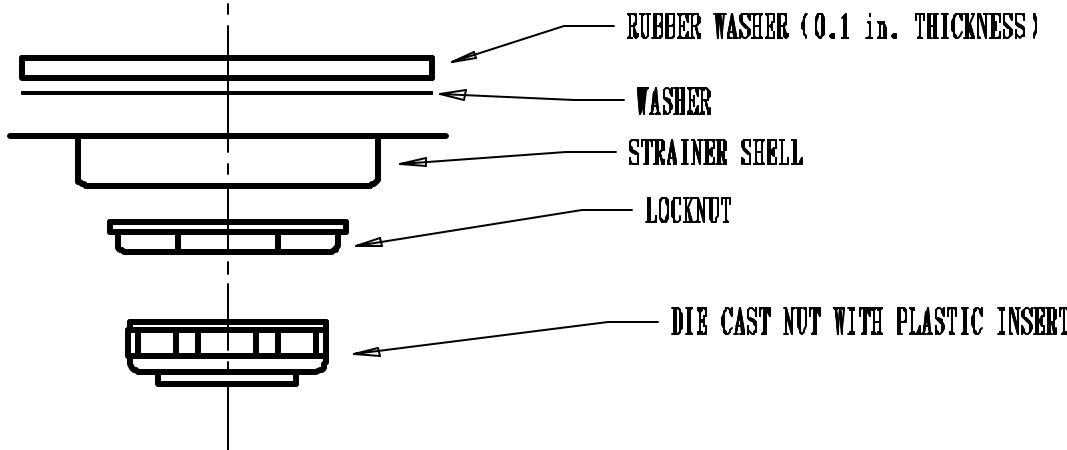 RUBBER WASHER (0.1 in. THICKNESS)
WASHER
STRAINER SHELL
LOCKNUT
DIE CAST NUT WITH PLASTIC INSERT